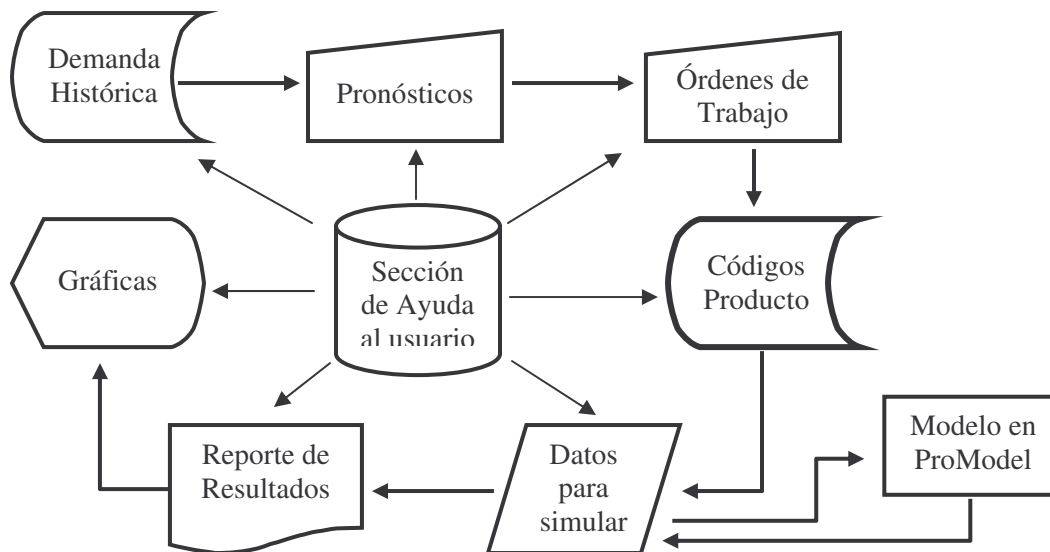 Demanda
Histórica
Pronósticos
Órdenes de
Trabajo
Gráficas
Sección
de Ayuda
al usuario
Códigos
Producto
Reporte de
Resultados
Datos
para
simular
Modelo en
ProModel